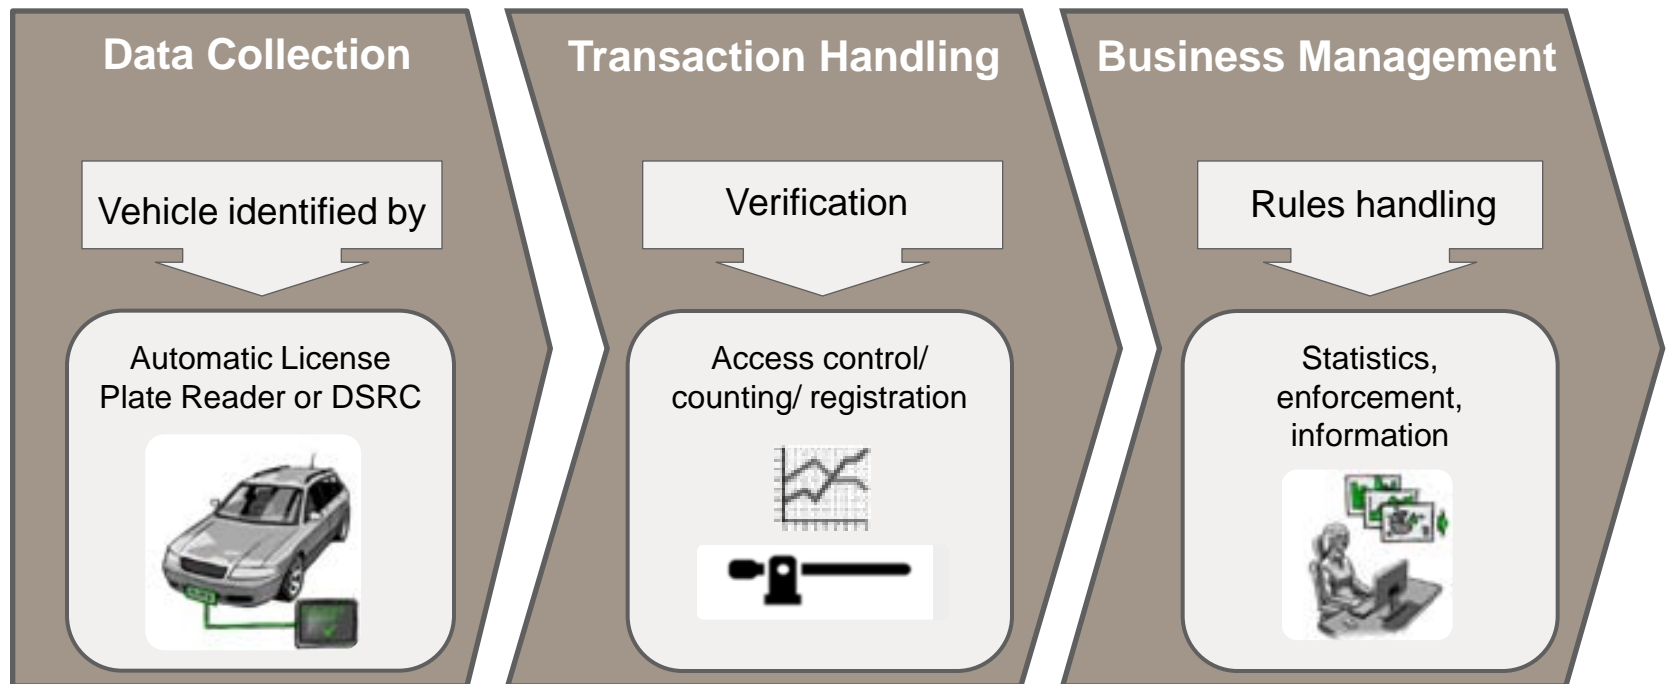 Data Collection
Vehicle identified by
Automatic License
Plate Reader or DSRC
Transaction Handling
Verification
Access control/
counting/ registration
Business Management
Rules handling
Statistics,
enforcement,
information